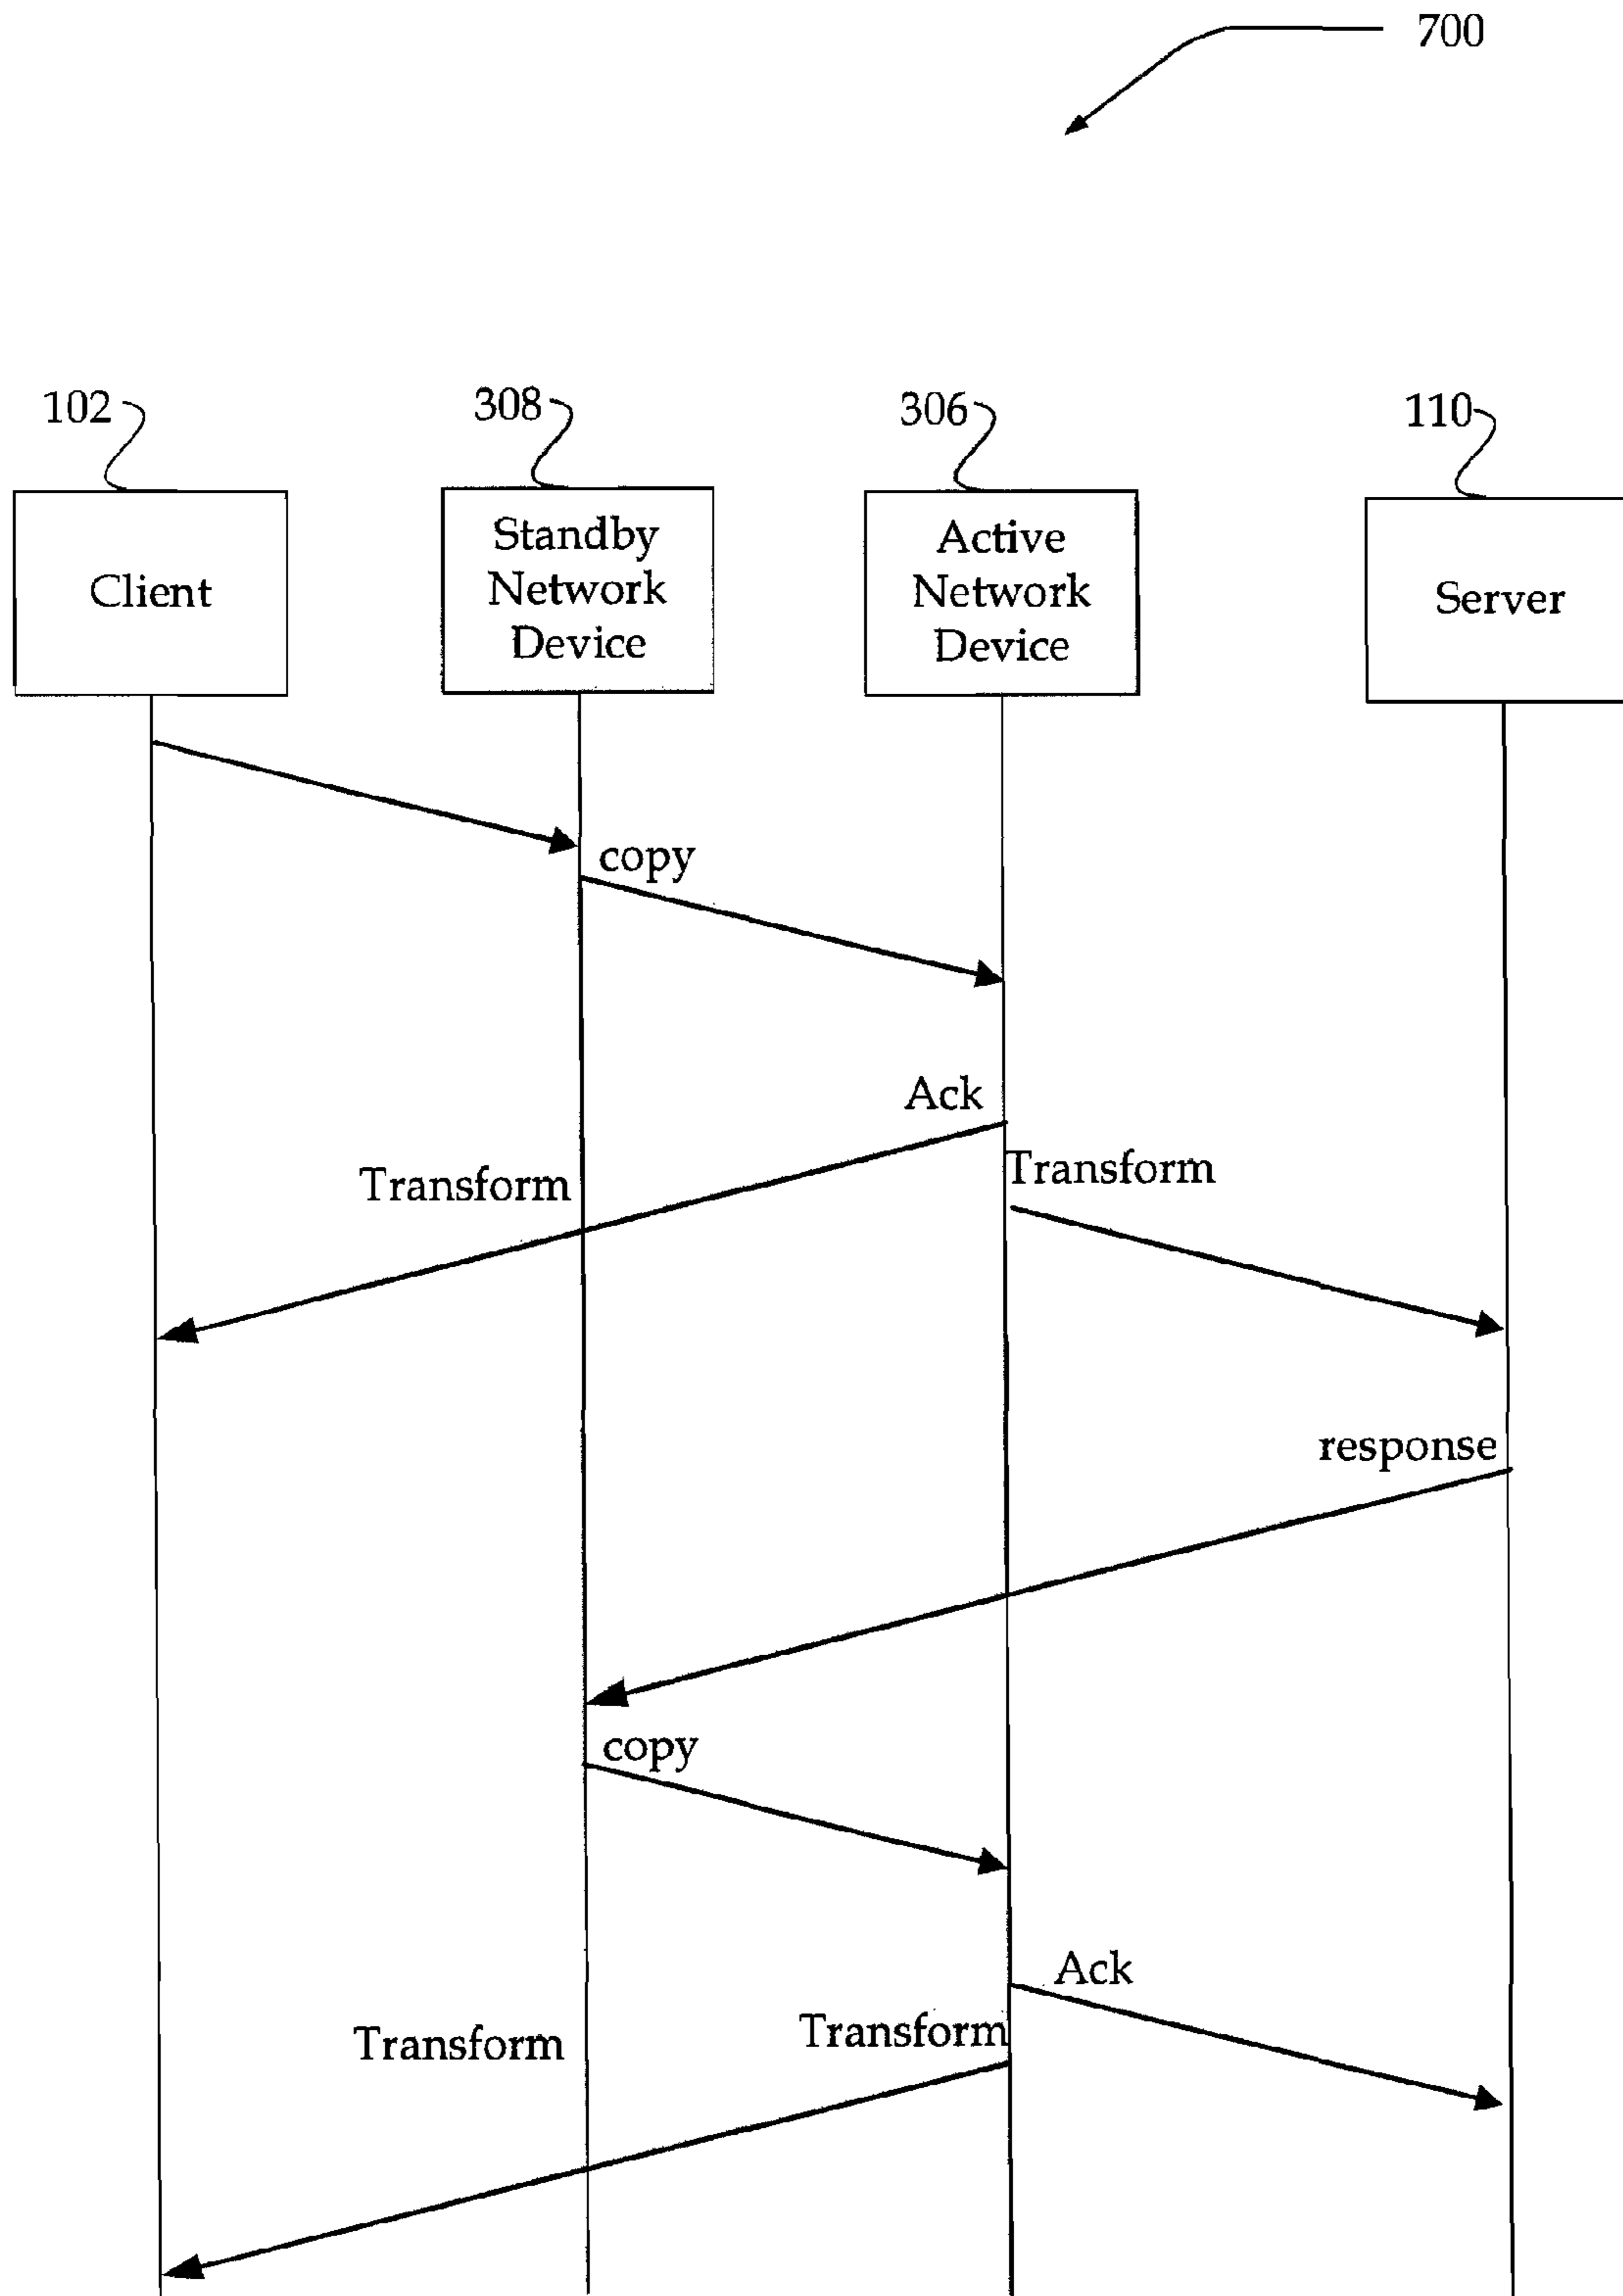 700
102
308
306
110
Client
Standby
Network
Device
Active
Network
Device
Server
copy
Ack
Transform
Transform
response
copy
Ack
Transform
Transform